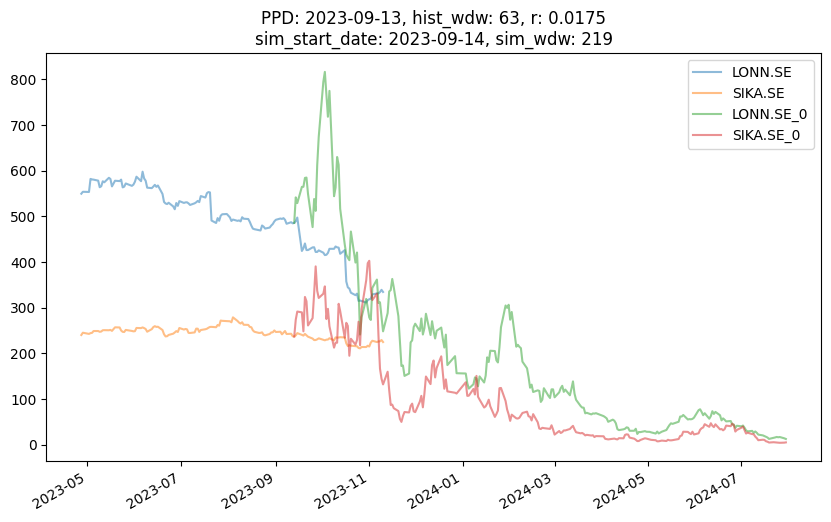 PPD: 2023-09-13, hist_wdw: 63, r: 0.0175
sim_start_date: 2023-09-14, sim_wdw: 219
LONN.SE
SIKA.SE
LONN.SE_0
SIKA.SE_0
800
700
600
500
400
300
200
100
0
2023-05
2023-07
2023-09
2023-11
2024-01
2024-03
2024-05
2024-07